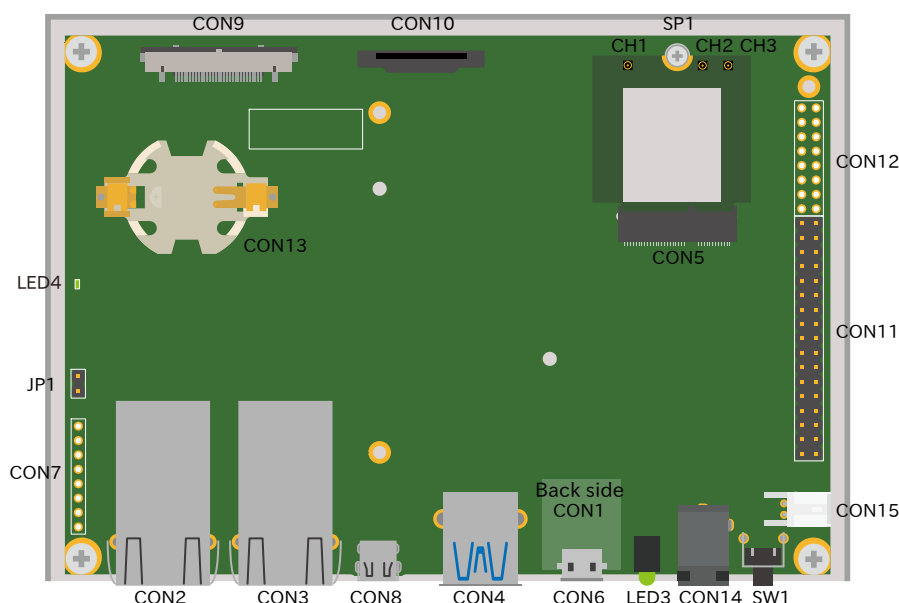 CON9
CON10
SP1
CH1
CH2
CH3
CON12
CON13
CON5
LED4
CON11
JP1
CON7
Back side
CON1
CON15
CON2
CON3
CON8
CON4
CON6
LED3
CON14
SW1